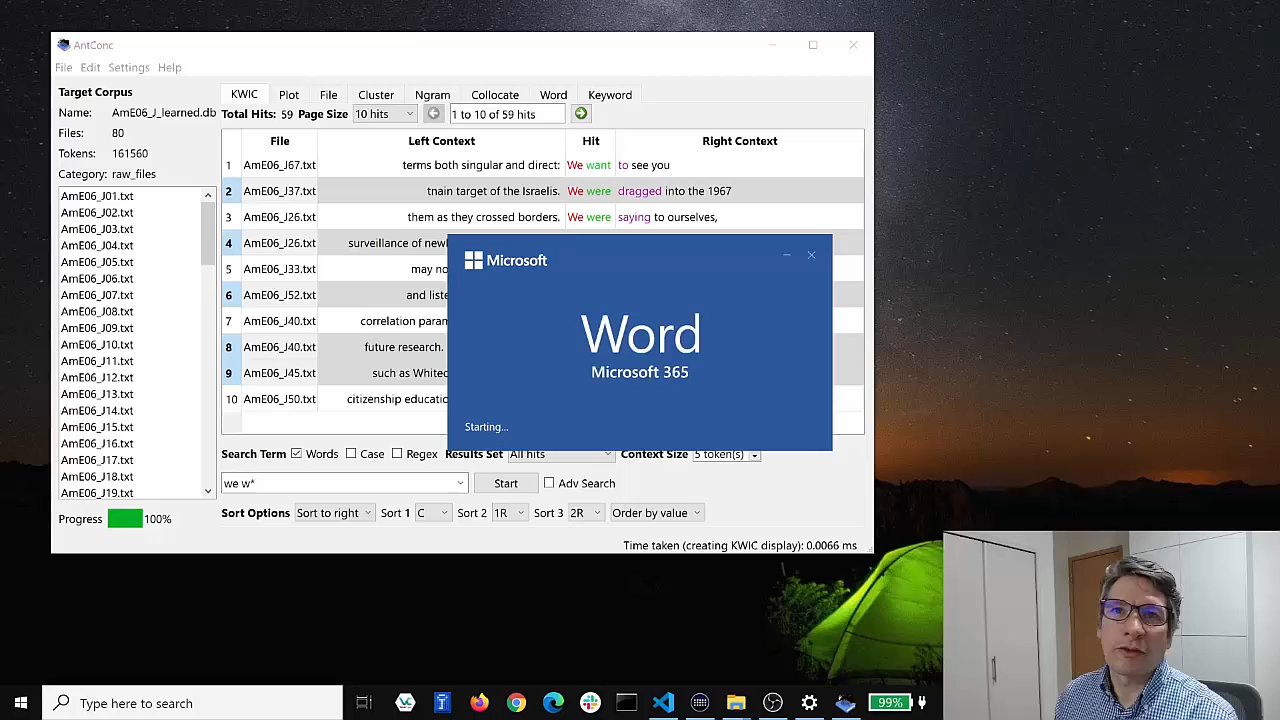 AntConc
File Edit Settings Help
Target Corpus
Name: AmE06_J_learned.db
Files: 80
Tokens: 161560
Category: raw_files
AmE06_J01.txt
AmE06_J02.txt
AmE06_J03.txt
AmE06_J04.txt
AmE06_J05.txt
AmE06_J06.txt
AmE06_J07.txt
AmE06_J08.txt
AmE06_J09.txt
AmE06_J10.txt
AmE06_J11.txt
AmE06_J12.txt
AmE06_J13.txt
AmE06_J14.txt
AmE06_J15.txt
AmE06_J16.txt
AmE06_J17.txt
AmE06_J18.txt
AmE06_J19.txt
Progress 100%
KWIC Plot File Cluster Ngram Collocate Word Keyword
Total Hits: 59 Page Size 10 hits 1 to 10 of 59 hits
File Left Context Hit Right Context
1 AmE06_J67.txt terms both singular and direct: We want to see you
2 AmE06_J37.txt tnain target of the Israelis. We were dragged into the 1967
3 AmE06_J26.txt them as they crossed borders. We were saying to ourselves,
4 AmE06_J26.txt surveillance of newl
5 AmE06_J33.txt may no
6 AmE06_J52.txt and liste
7 AmE06_J40.txt correlation param
8 AmE06_J40.txt future research.
9 AmE06_J45.txt such as Whitec
10 AmE06_J50.txt citizenship educatio
Microsoft
Word
Microsoft 365
Starting...
Search Term Words Case Regex Results Set All hits Context Size 5 token(s)
we w* Start Adv Search
Sort Options Sort to right Sort 1 C Sort 2 1R Sort 3 2R Order by value
Time taken (creating KWIC display): 0.0066 ms
Type here to search
99%